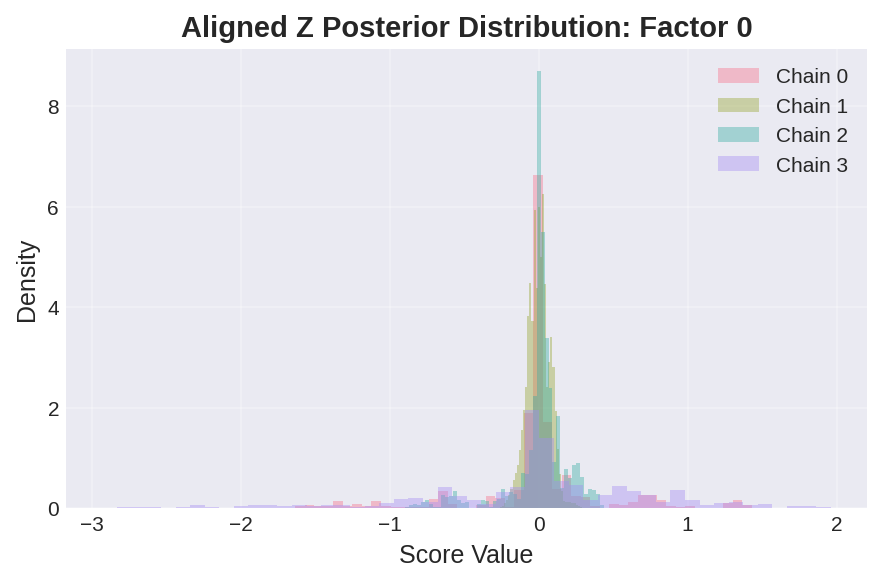 Aligned Z Posterior Distribution: Factor 0
Chain 0
Chain 1
Chain 2
Chain 3
Density
8
6
4
2
0
−3
−2
−1
0
1
2
Score Value